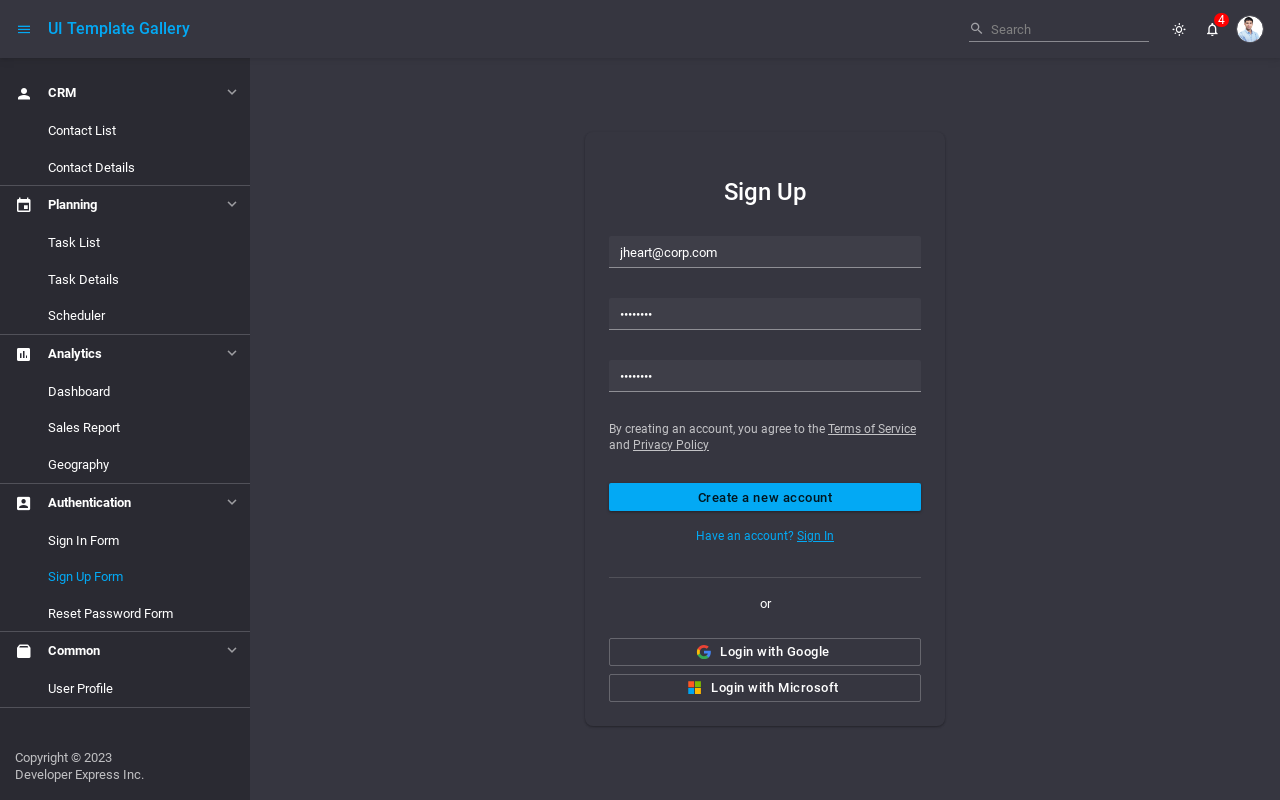 UI Template Gallery
Search
4
CRM
Contact List
Contact Details
Planning
Task List
Task Details
Scheduler
Analytics
Dashboard
Sales Report
Geography
Authentication
Sign In Form
Sign Up Form
Reset Password Form
Common
User Profile
Copyright © 2023
Developer Express Inc.
Sign Up
jheart@corp.com
••••••••
••••••••
By creating an account, you agree to the Terms of Service
and Privacy Policy
Create a new account
Have an account? Sign In
or
Login with Google
Login with Microsoft